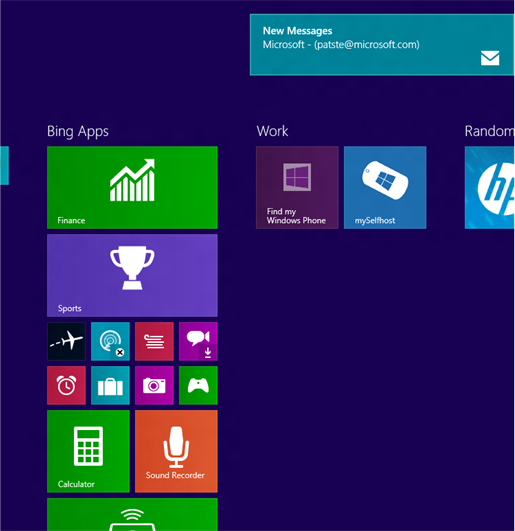 New Messages
Microsoft - (patste@microsoft.com)
Bing Apps
Work
Random
Finance
Find my
Windows Phone
mySelfhost
hp
Sports
Calculator
Sound Recorder